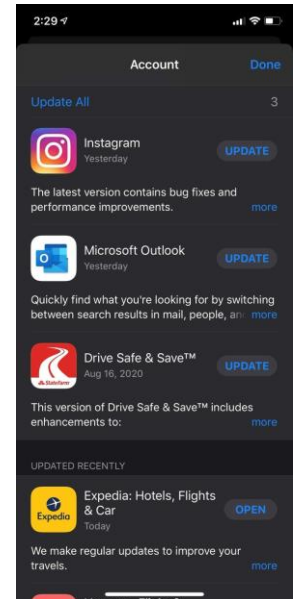 2:29
Account
Done
Update All
3
Instagram
UPDATE
Yesterday
The latest version contains bug fixes and
performance improvements.
more
Microsoft Outlook
UPDATE
Yesterday
Quickly find what you're looking for by switching
between search results in mail, people, an
more
Drive Safe & Save™
UPDATE
Aug 16, 2020
StateFarm
This version of Drive Safe & Save™ includes
enhancements to:
more
UPDATED RECENTLY
Expedia: Hotels, Flights
& Car
OPEN
Expedia
Today
We make regular updates to improve your
travels.
more